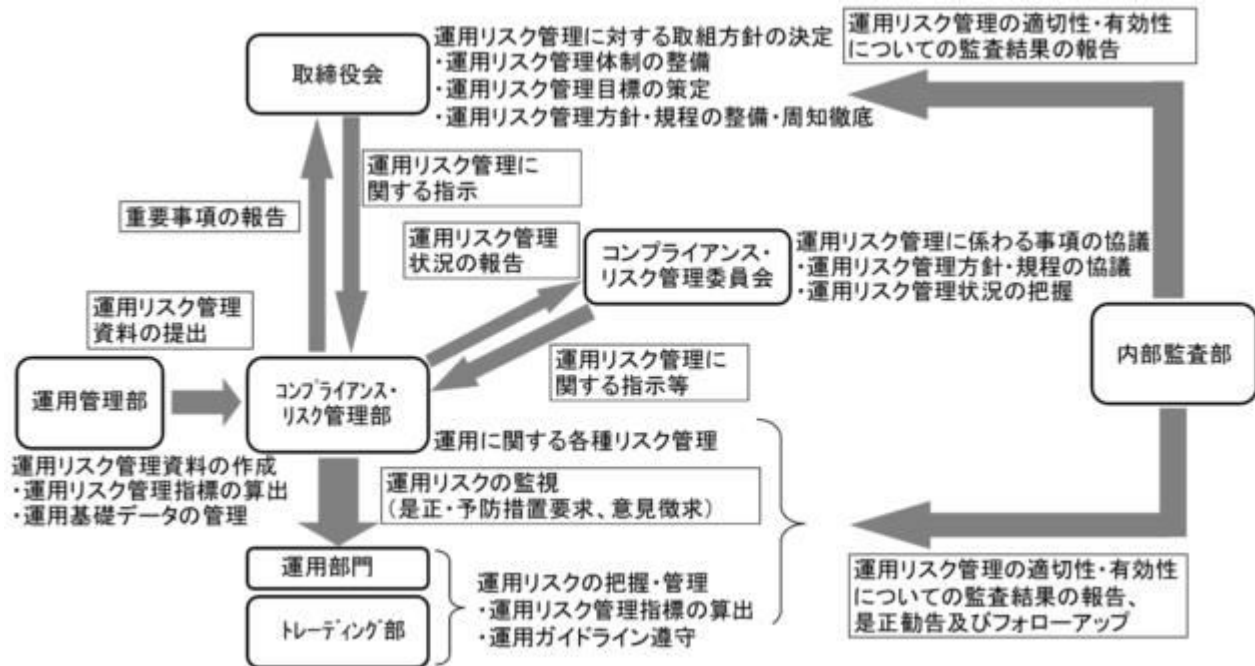 運用リスク管理に対する取組方針の決定
・運用リスク管理体制の整備
・運用リスク管理目標の策定
・運用リスク管理方針・規程の整備・周知徹底
取締役会
運用リスク管理の適切性・有効性
についての監査結果の報告
運用リスク管理に
関する指示
重要事項の報告
運用リスク管理
状況の報告
コンプライアンス・
リスク管理委員会
運用リスク管理に係わる事項の協議
・運用リスク管理方針・規程の協議
・運用リスク管理状況の把握
運用リスク管理
資料の提出
内部監査部
運用管理部
コンプライアンス・
リスク管理部
運用リスク管理に
関する指示等
運用に関する各種リスク管理
運用リスク管理資料の作成
・運用リスク管理指標の算出
・運用基礎データの管理
運用リスクの監視
(是正・予防措置要求、意見徴求)
運用部門
トレーディング部
運用リスクの把握・管理
・運用リスク管理指標の算出
・運用ガイドライン遵守
運用リスク管理の適切性・有効性
についての監査結果の報告、
是正勧告及びフォローアップ